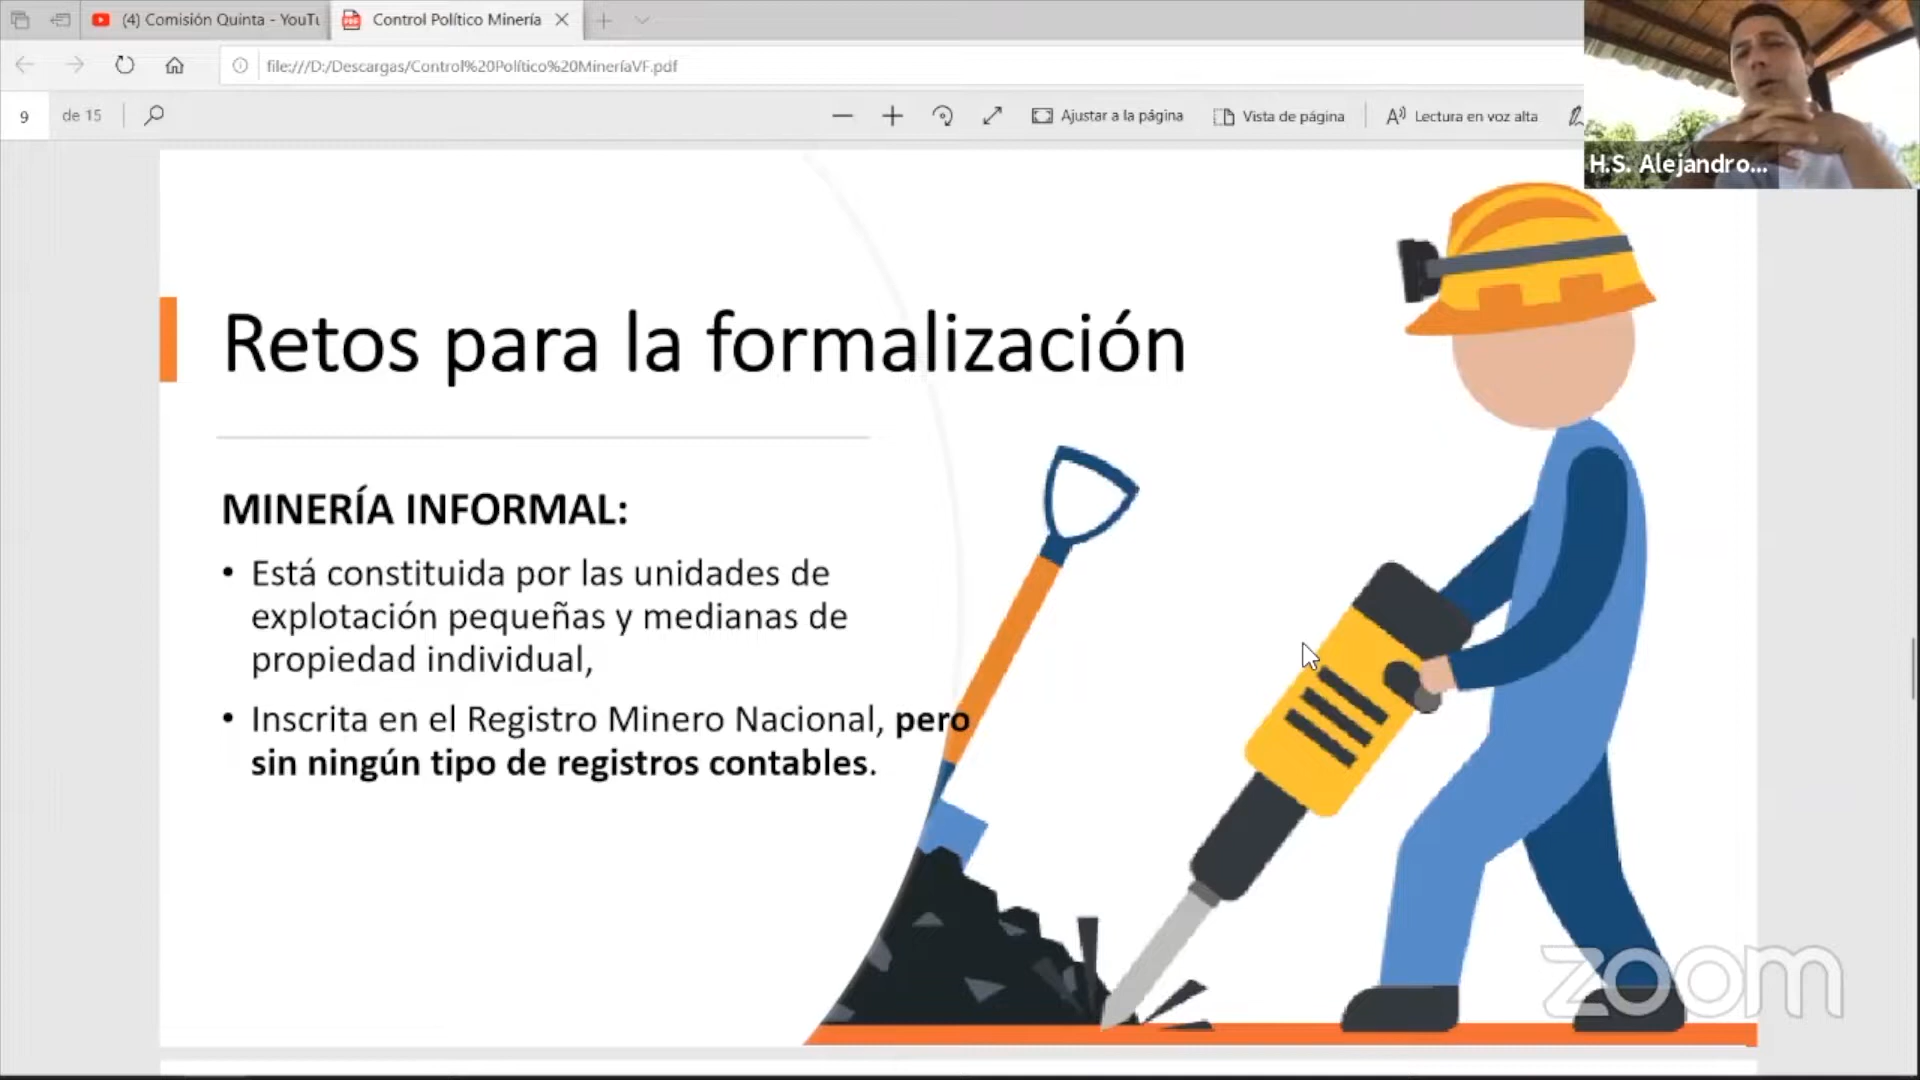 (4) Comisión Quinta - YouTu
Control Político Minería
file:///D:/Descargas/Control%20Político%20MineríaVF.pdf
9 de 15
Ajustar a la página
Vista de página
A)) Lectura en voz alta
H.S. Alejandro...
Retos para la formalización
MINERÍA INFORMAL:
• Está constituida por las unidades de
explotación pequeñas y medianas de
propiedad individual,
• Inscrita en el Registro Minero Nacional, pero
sin ningún tipo de registros contables.
zoom